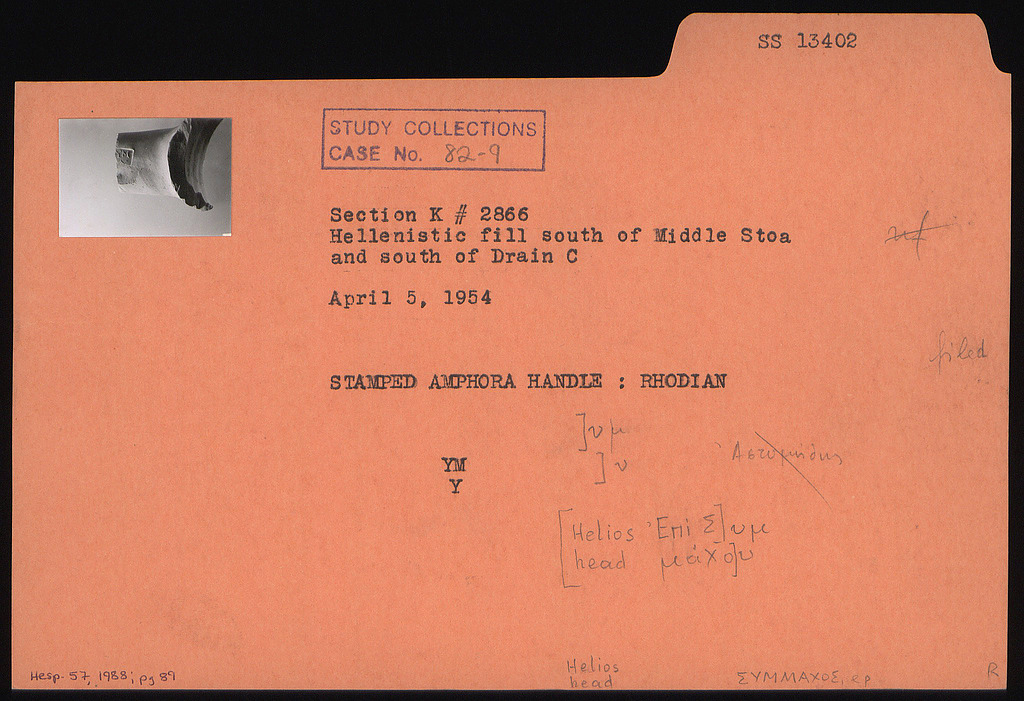 SS 13402
STUDY COLLECTIONS
CASE No. 82-9
Section K # 2866
Hellenistic fill south of Middle Stoa
and south of Drain C
April 5, 1954
filed
STAMPED AMPHORA HANDLE : RHODIAN
]υμ
]υ
YM
Y
[Helios Ἐπὶ Σ]υμ
head μάχο]υ
Helios
head
ΣΥΜΜΑΧΟΣ, ep
R
Hesp. 57, 1988; pg 89